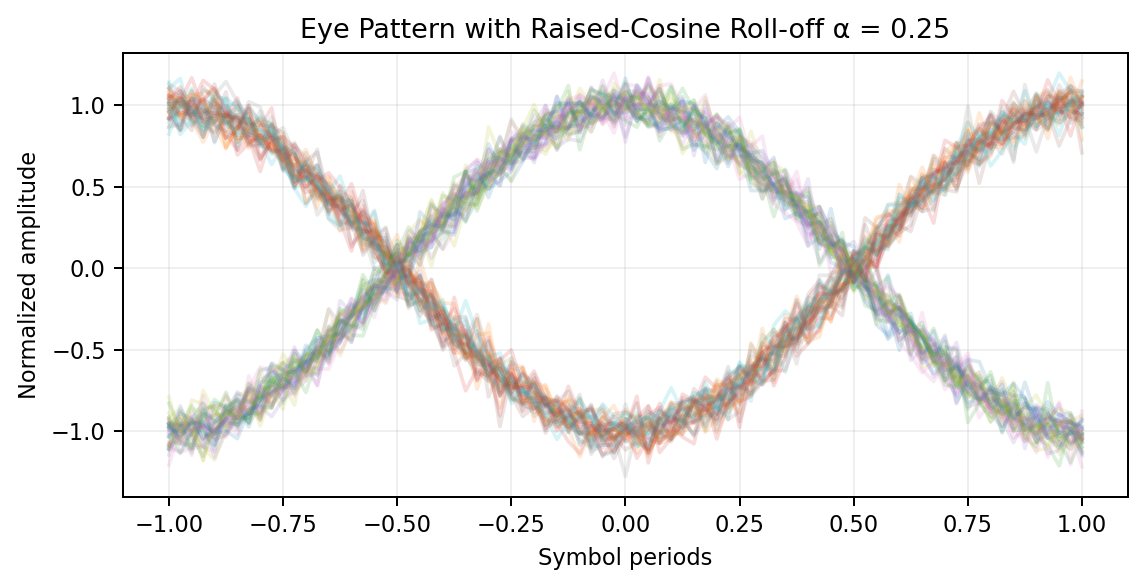 Eye Pattern with Raised-Cosine Roll-off α = 0.25
Normalized amplitude
1.0
0.5
0.0
−0.5
−1.0
−1.00 −0.75 −0.50 −0.25 0.00 0.25 0.50 0.75 1.00
Symbol periods